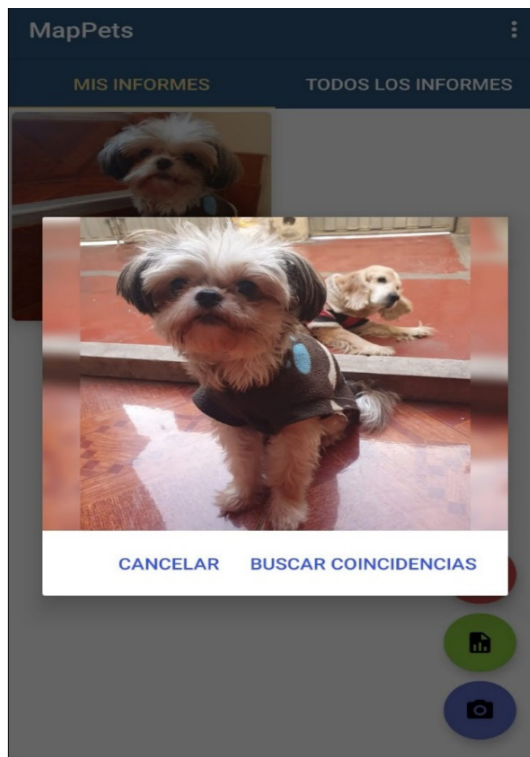 MapPets
MIS INFORMES TODOS LOS INFORMES
CANCELAR BUSCAR COINCIDENCIAS